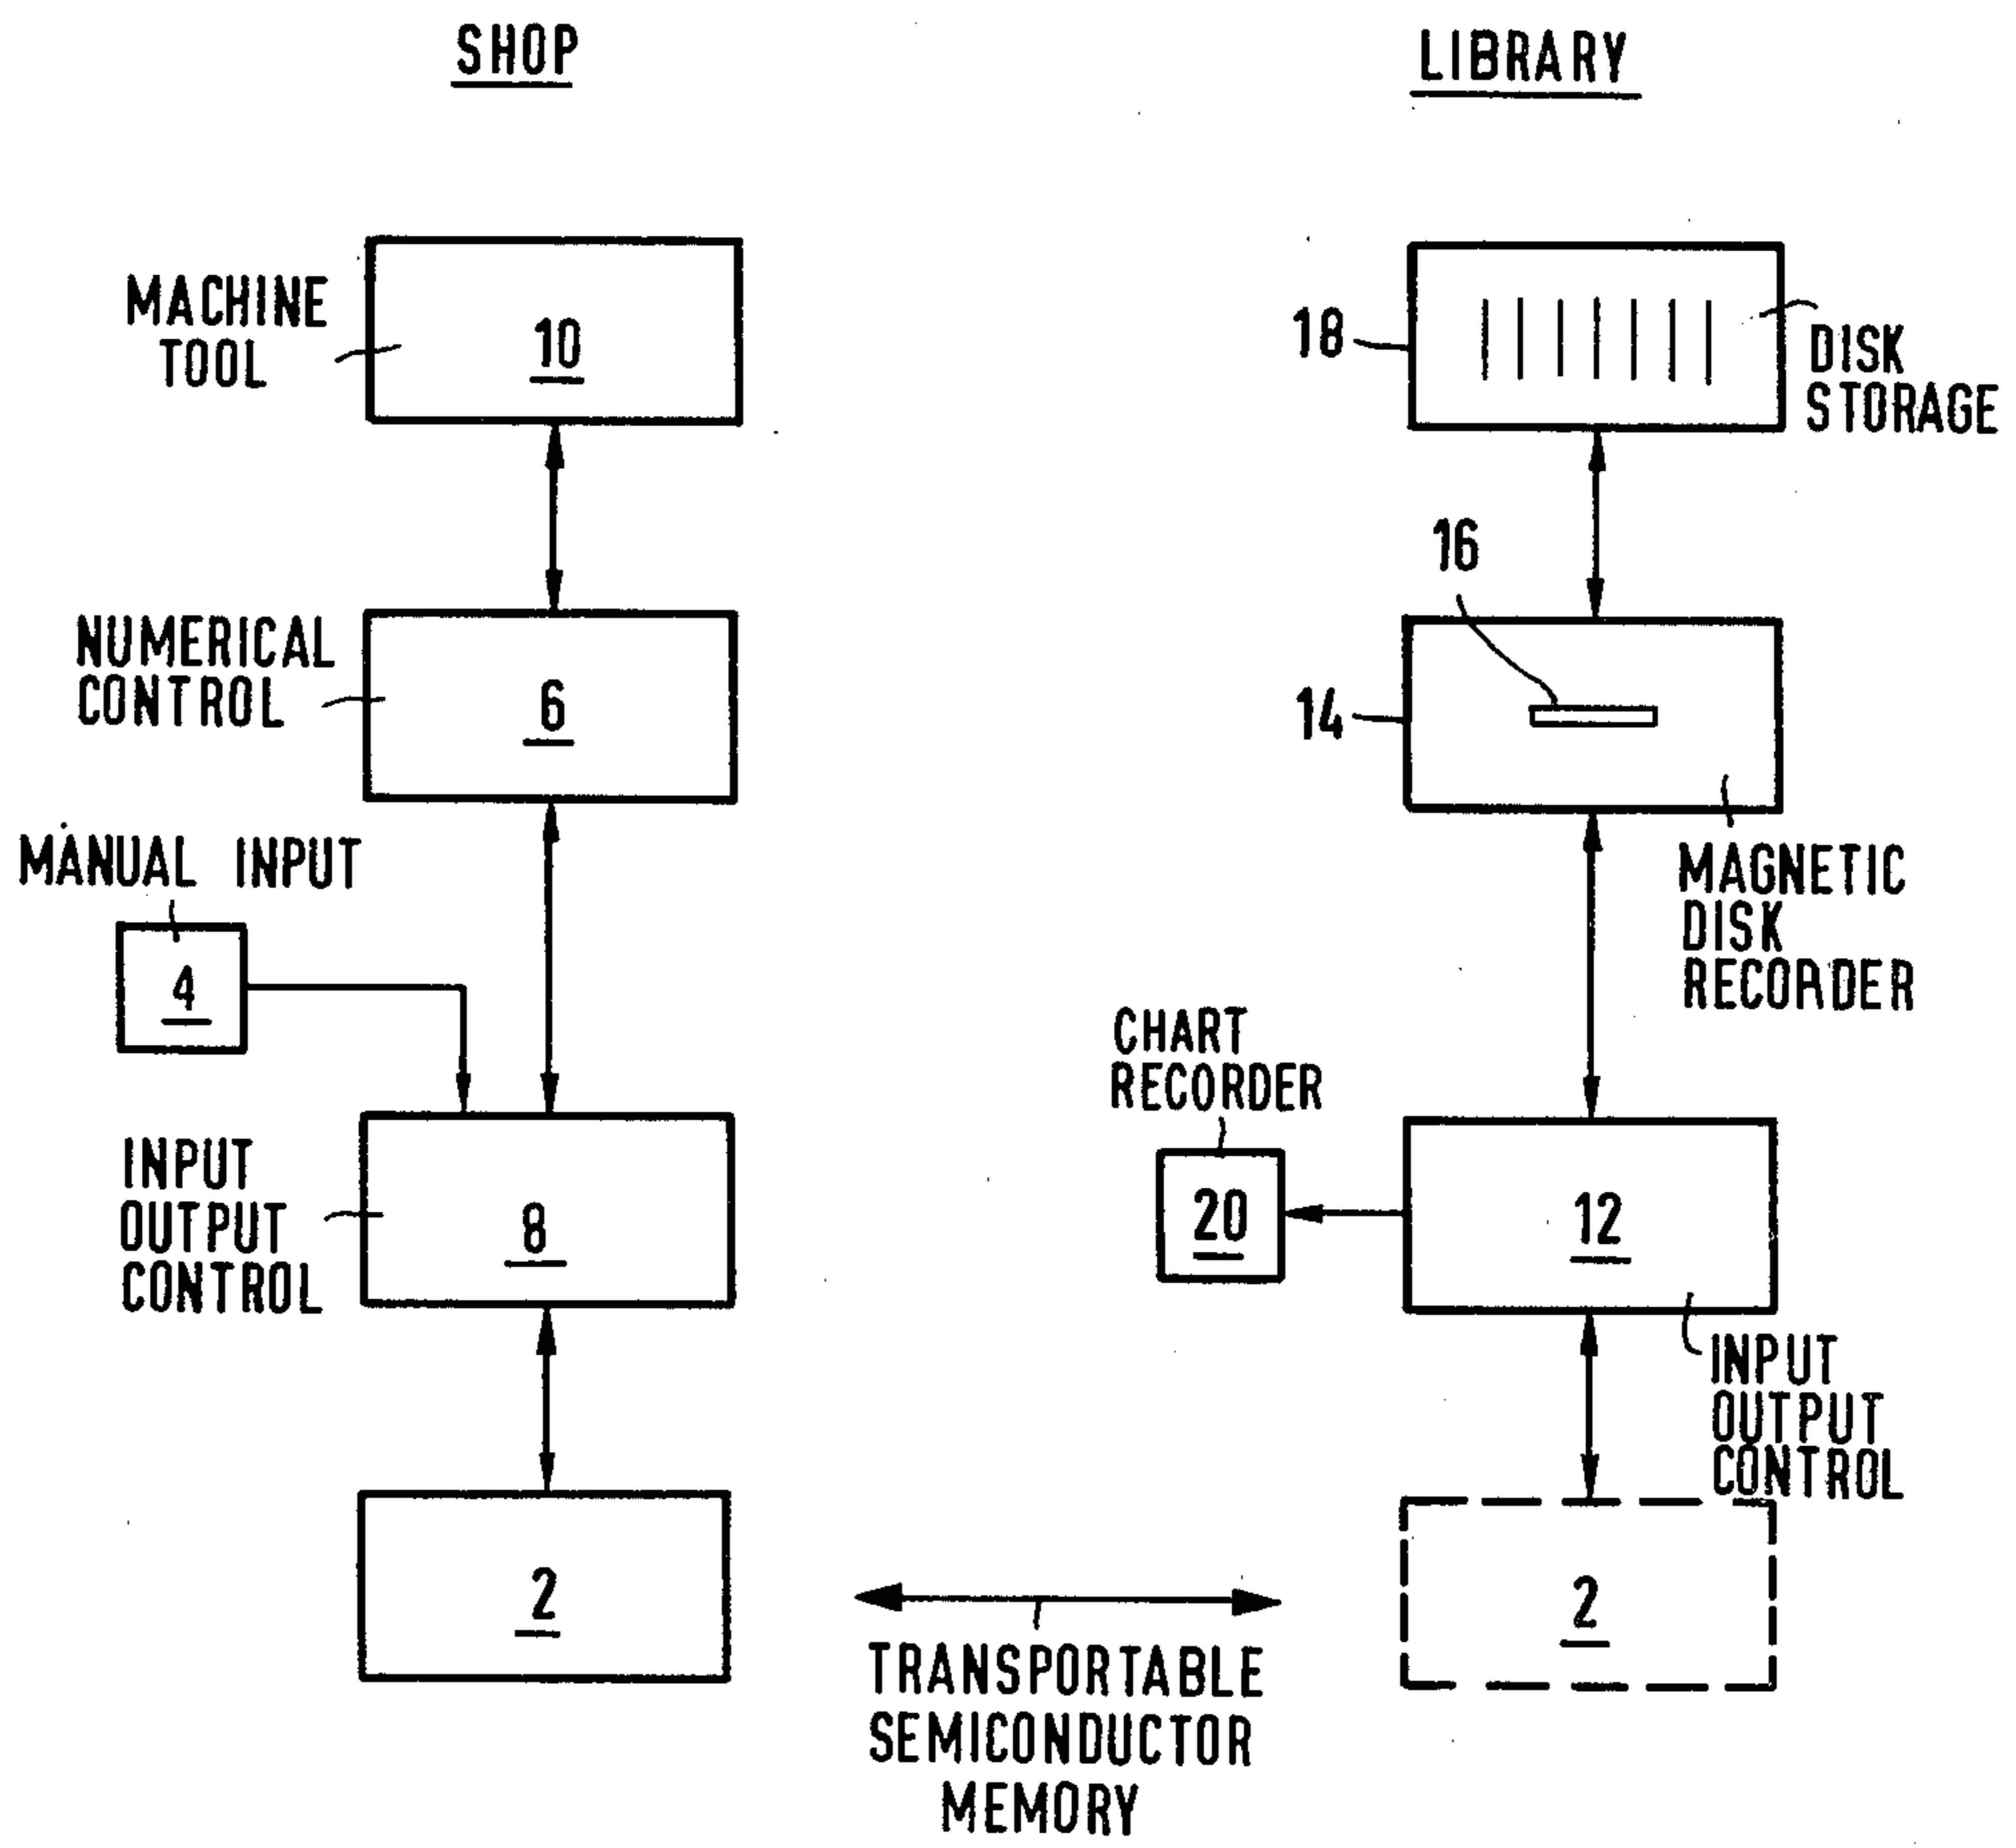 SHOP
MACHINE
TOOL
10
NUMERICAL
CONTROL
6
MANUAL INPUT
4
INPUT
OUTPUT
CONTROL
8
2
TRANSPORTABLE
SEMICONDUCTOR
MEMORY
LIBRARY
18
DISK
STORAGE
16
14
MAGNETIC
DISK
RECORDER
CHART
RECORDER
20
12
INPUT
OUTPUT
CONTROL
2